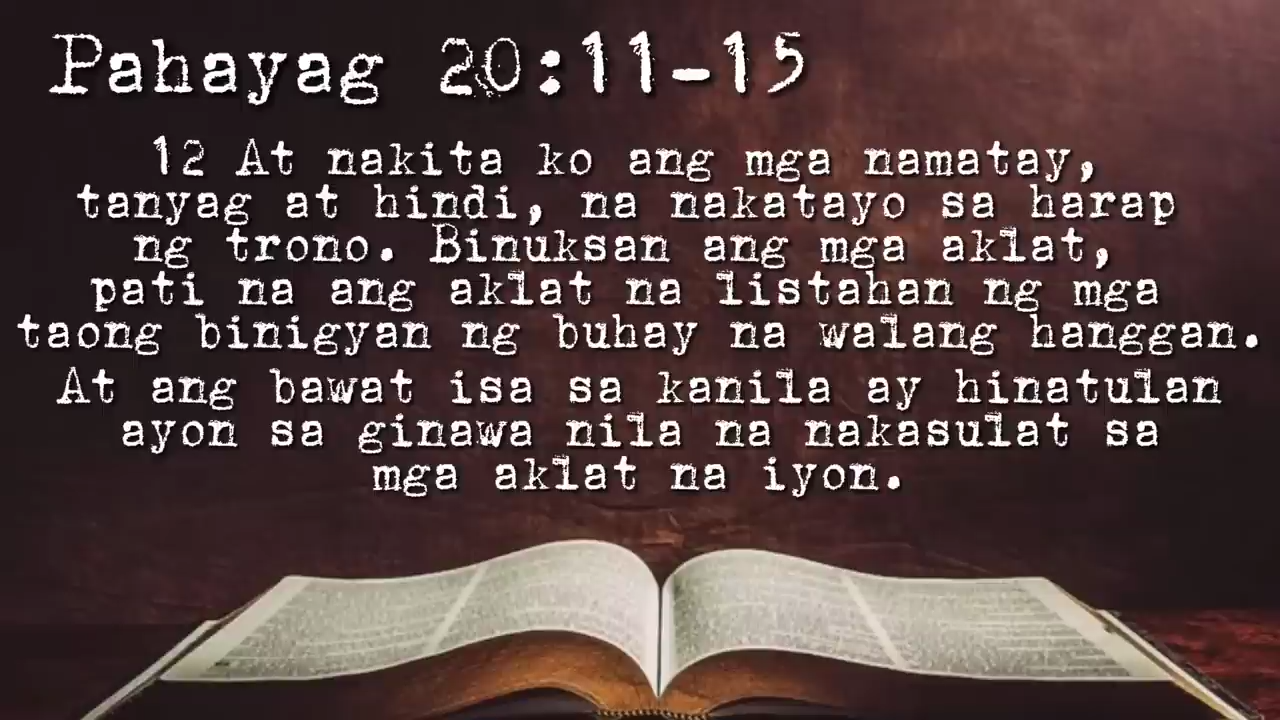 Pahayag 20:11-15
12 At nakita ko ang mga namatay,
tanyag at hindi, na nakatayo sa harap
ng trono. Binuksan ang mga aklat,
pati na ang aklat na listahan ng mga
taong binigyan ng buhay na walang hanggan.
At ang bawat isa sa kanila ay hinatulan
ayon sa ginawa nila na nakasulat sa
mga aklat na iyon.